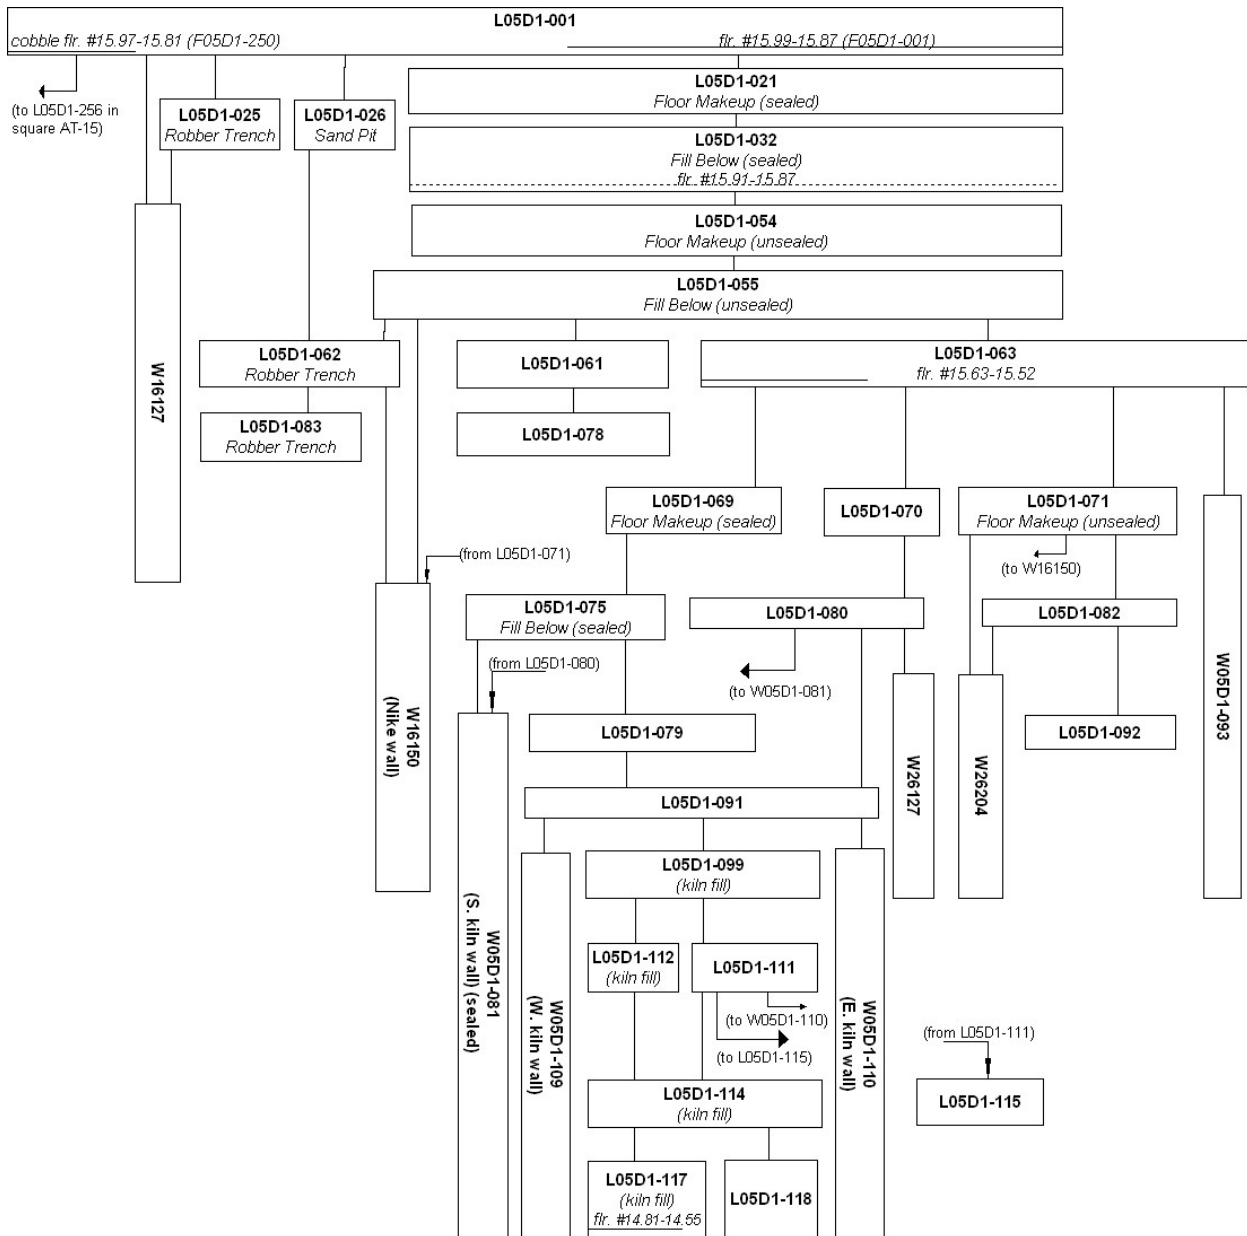 L05D1-001
cobble flr. #15.97-15.81 (F05D1-250)
flr. #15.99-15.87 (F05D1-001)
(to L05D1-256 in
square AT-15)
L05D1-025
Robber Trench
L05D1-026
Sand Pit
L05D1-021
Floor Makeup (sealed)
L05D1-032
Fill Below (sealed)
flr. #15.91-15.87
L05D1-054
Floor Makeup (unsealed)
L05D1-055
Fill Below (unsealed)
W16127
L05D1-062
Robber Trench
L05D1-083
Robber Trench
L05D1-061
L05D1-078
L05D1-063
flr. #15.63-15.52
L05D1-069
Floor Makeup (sealed)
L05D1-070
L05D1-071
Floor Makeup (unsealed)
(from L05D1-071)
(to W16150)
L05D1-075
Fill Below (sealed)
L05D1-080
L05D1-082
(from L05D1-080)
(to W05D1-081)
W16150
(Nike wall)
L05D1-079
L05D1-092
W05D1-093
W26127
W26204
L05D1-091
L05D1-099
(kiln fill)
W05D1-081
(S. kiln wall) (sealed)
W05D1-109
(W. kiln wall)
L05D1-112
(kiln fill)
L05D1-111
W05D1-110
(E. kiln wall)
(to W05D1-110)
(to L05D1-115)
(from L05D1-111)
L05D1-115
L05D1-114
(kiln fill)
L05D1-117
(kiln fill)
flr. #14.81-14.55
L05D1-118